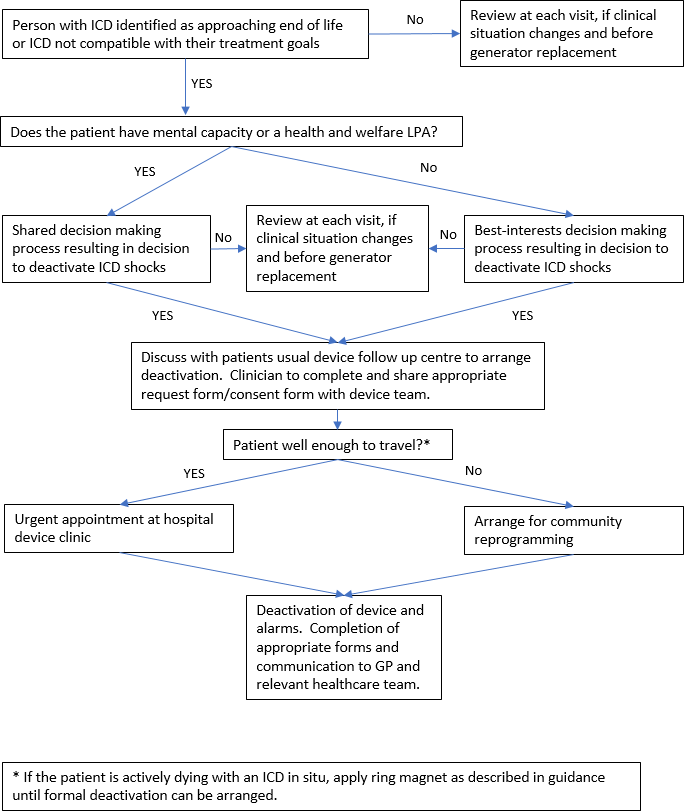 Person with ICD identified as approaching end of life
or ICD not compatible with their treatment goals
No
Review at each visit, if clinical
situation changes and before
generator replacement
YES
Does the patient have mental capacity or a health and welfare LPA?
YES
No
Shared decision making
process resulting in decision
to deactivate ICD shocks
No
Review at each visit, if
clinical situation changes
and before generator
replacement
No
Best-interests decision making
process resulting in decision to
deactivate ICD shocks
YES
YES
Discuss with patients usual device follow up centre to arrange
deactivation.  Clinician to complete and share appropriate
request form/consent form with device team.
Patient well enough to travel?*
YES
No
Urgent appointment at hospital
device clinic
Arrange for community
reprogramming
Deactivation of device and
alarms.  Completion of
appropriate forms and
communication to GP and
relevant healthcare team.
* If the patient is actively dying with an ICD in situ, apply ring magnet as described in guidance
until formal deactivation can be arranged.